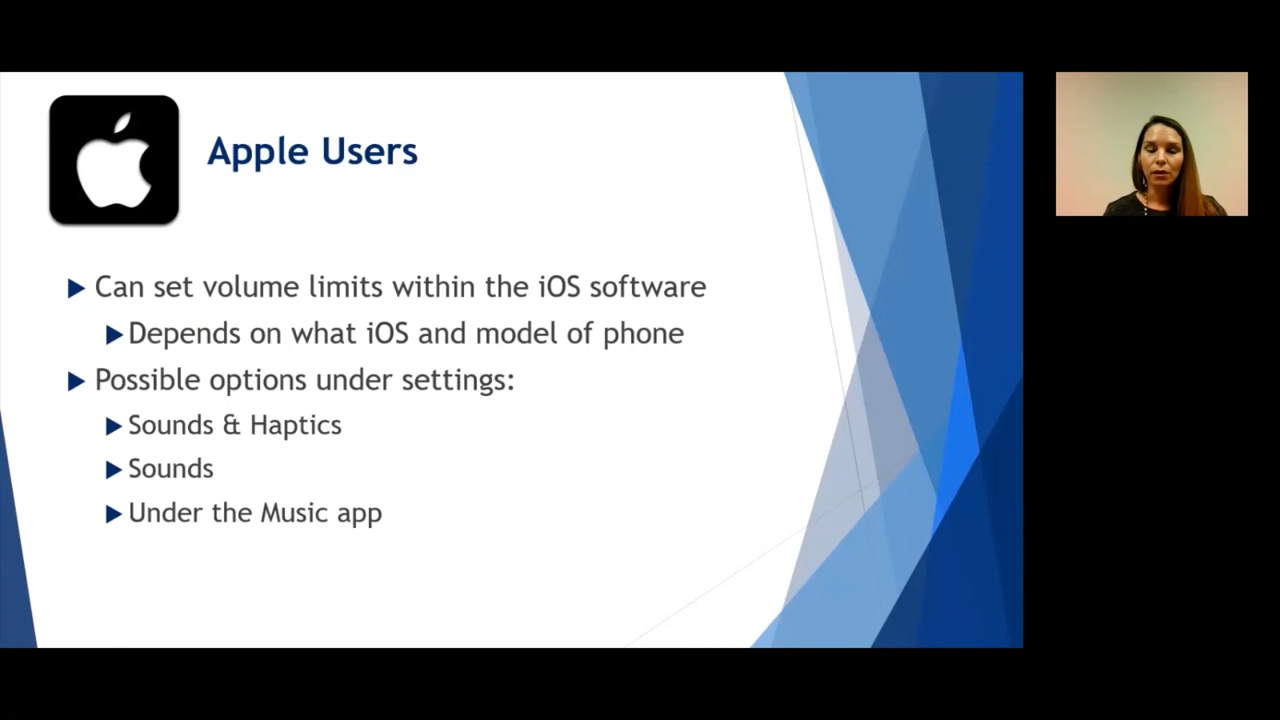 Apple Users
Can set volume limits within the iOS software
Depends on what iOS and model of phone
Possible options under settings:
Sounds & Haptics
Sounds
Under the Music app